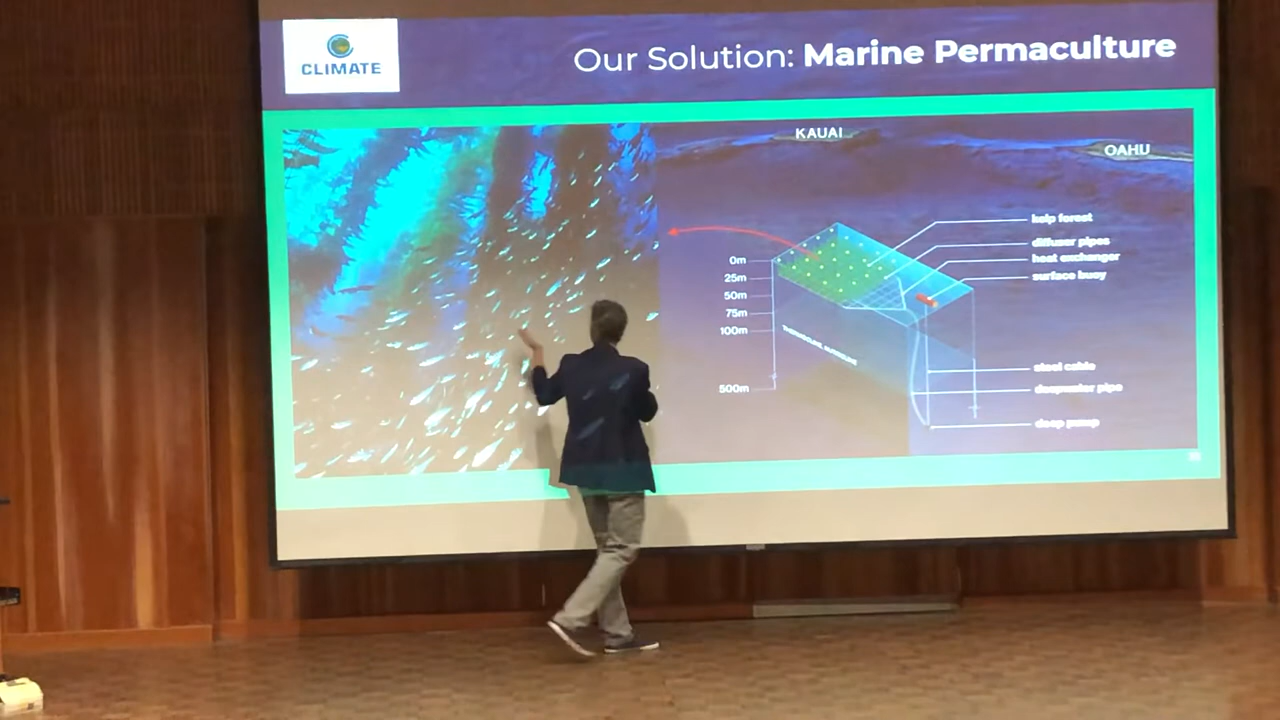 CLIMATE
Our Solution: Marine Permaculture
KAUAI
OAHU
kelp forest
diffuser pipes
heat exchanger
surface buoy
0m
25m
50m
75m
100m
500m
steel cable
deepwater pipe
deep pump